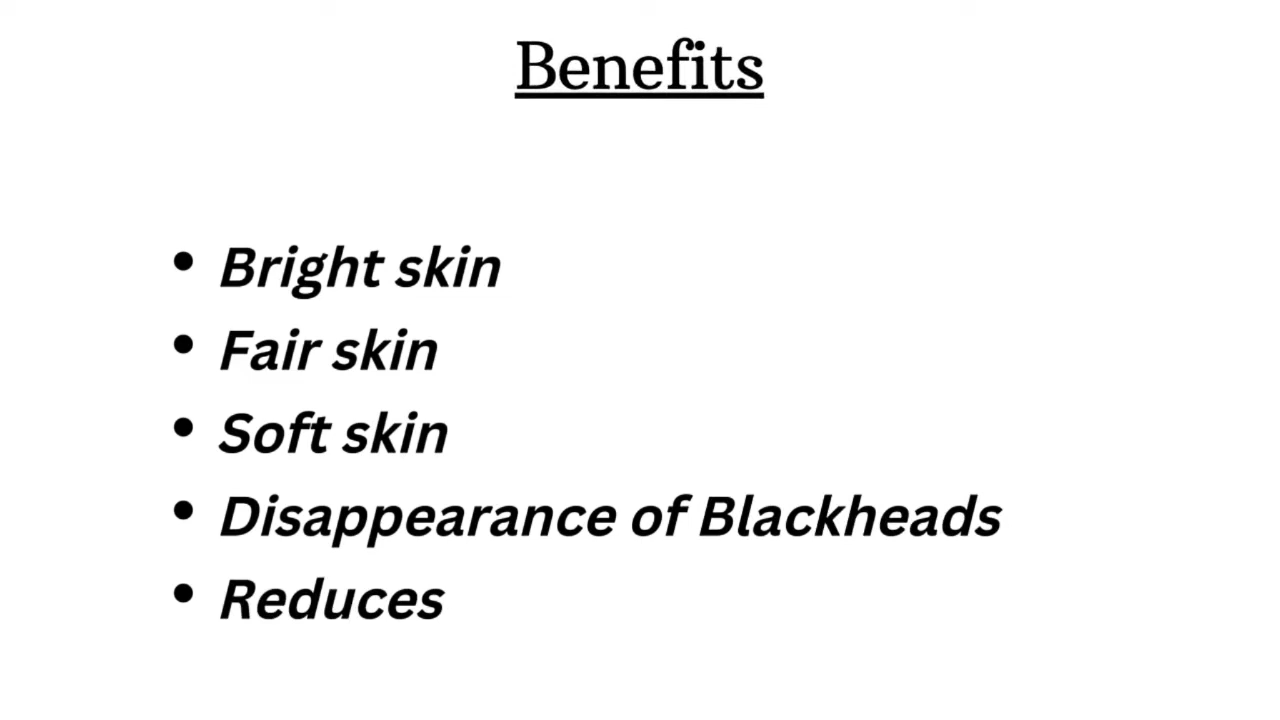 Benefits
• Bright skin
• Fair skin
• Soft skin
• Disappearance of Blackheads
• Reduces